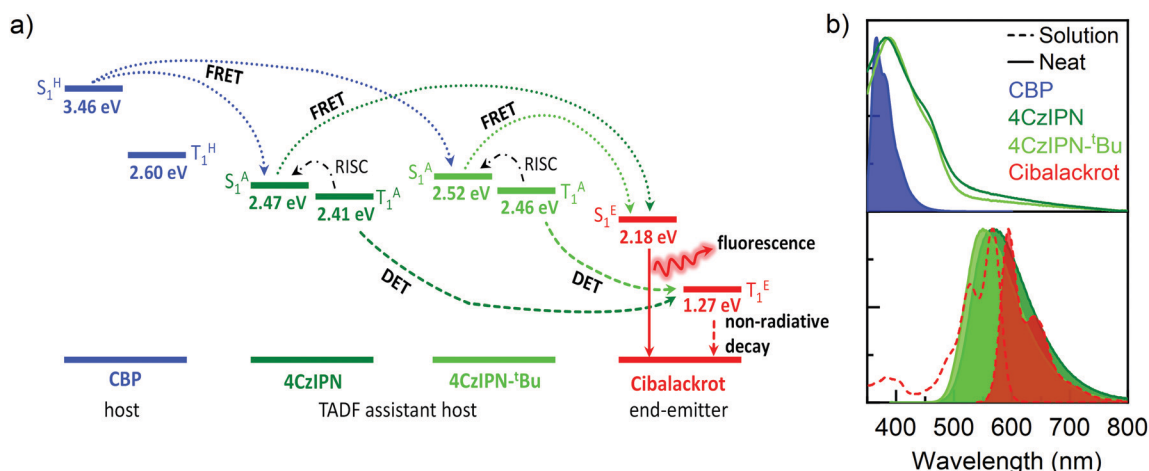 a)
S₁ᴴ
3.46 eV
FRET
T₁ᴴ
2.60 eV
S₁ᴬ
2.47 eV
RISC
T₁ᴬ
2.41 eV
FRET
DET
S₁ᴬ
2.52 eV
RISC
T₁ᴬ
2.46 eV
FRET
DET
S₁ᴱ
2.18 eV
fluorescence
T₁ᴱ
1.27 eV
non-radiative
decay
CBP
4CzIPN
4CzIPN-ᵗBu
Cibalackrot
host
TADF assistant host
end-emitter
b)
Solution
Neat
CBP
4CzIPN
4CzIPN-ᵗBu
Cibalackrot
400 500 600 700 800
Wavelength (nm)